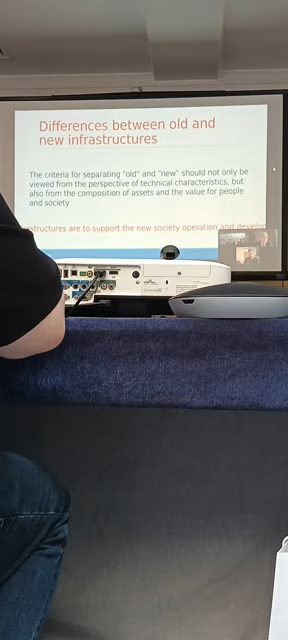 Differences between old and
new infrastructures
The criteria for separating "old" and "new" should not only be
viewed from the perspective of technical characteristics, but
also from the composition of assets and the value for people
and society
structures are to support the new society operation and develop